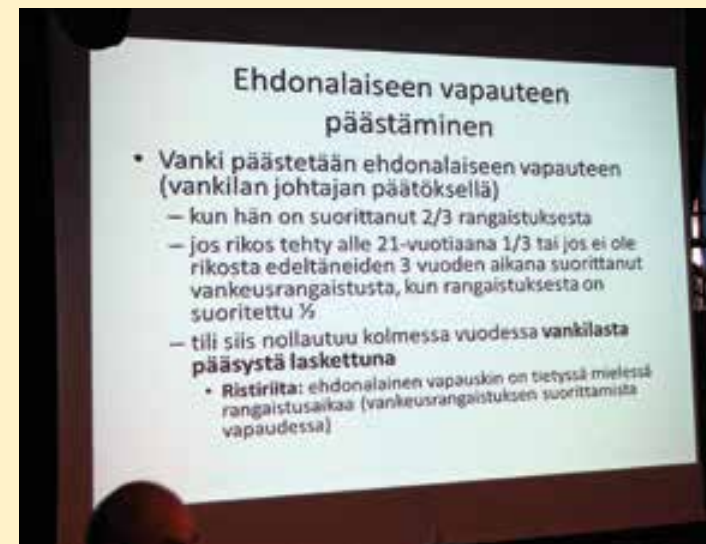 Ehdonalaiseen vapauteen
päästäminen
• Vanki päästetään ehdonalaiseen vapauteen
(vankilan johtajan päätöksellä)
– kun hän on suorittanut 2/3 rangaistuksesta
– jos rikos tehty alle 21-vuotiaana 1/3 tai jos ei ole
rikosta edeltäneiden 3 vuoden aikana suorittanut
vankeusrangaistusta, kun rangaistuksesta on
suoritettu ½
– tili siis nollautuu kolmessa vuodessa vankilasta
pääsystä laskettuna
• Ristiriita: ehdonalainen vapauskin on tietyssä mielessä
rangaistusaikaa (vankeusrangaistuksen suorittamista
vapaudessa)